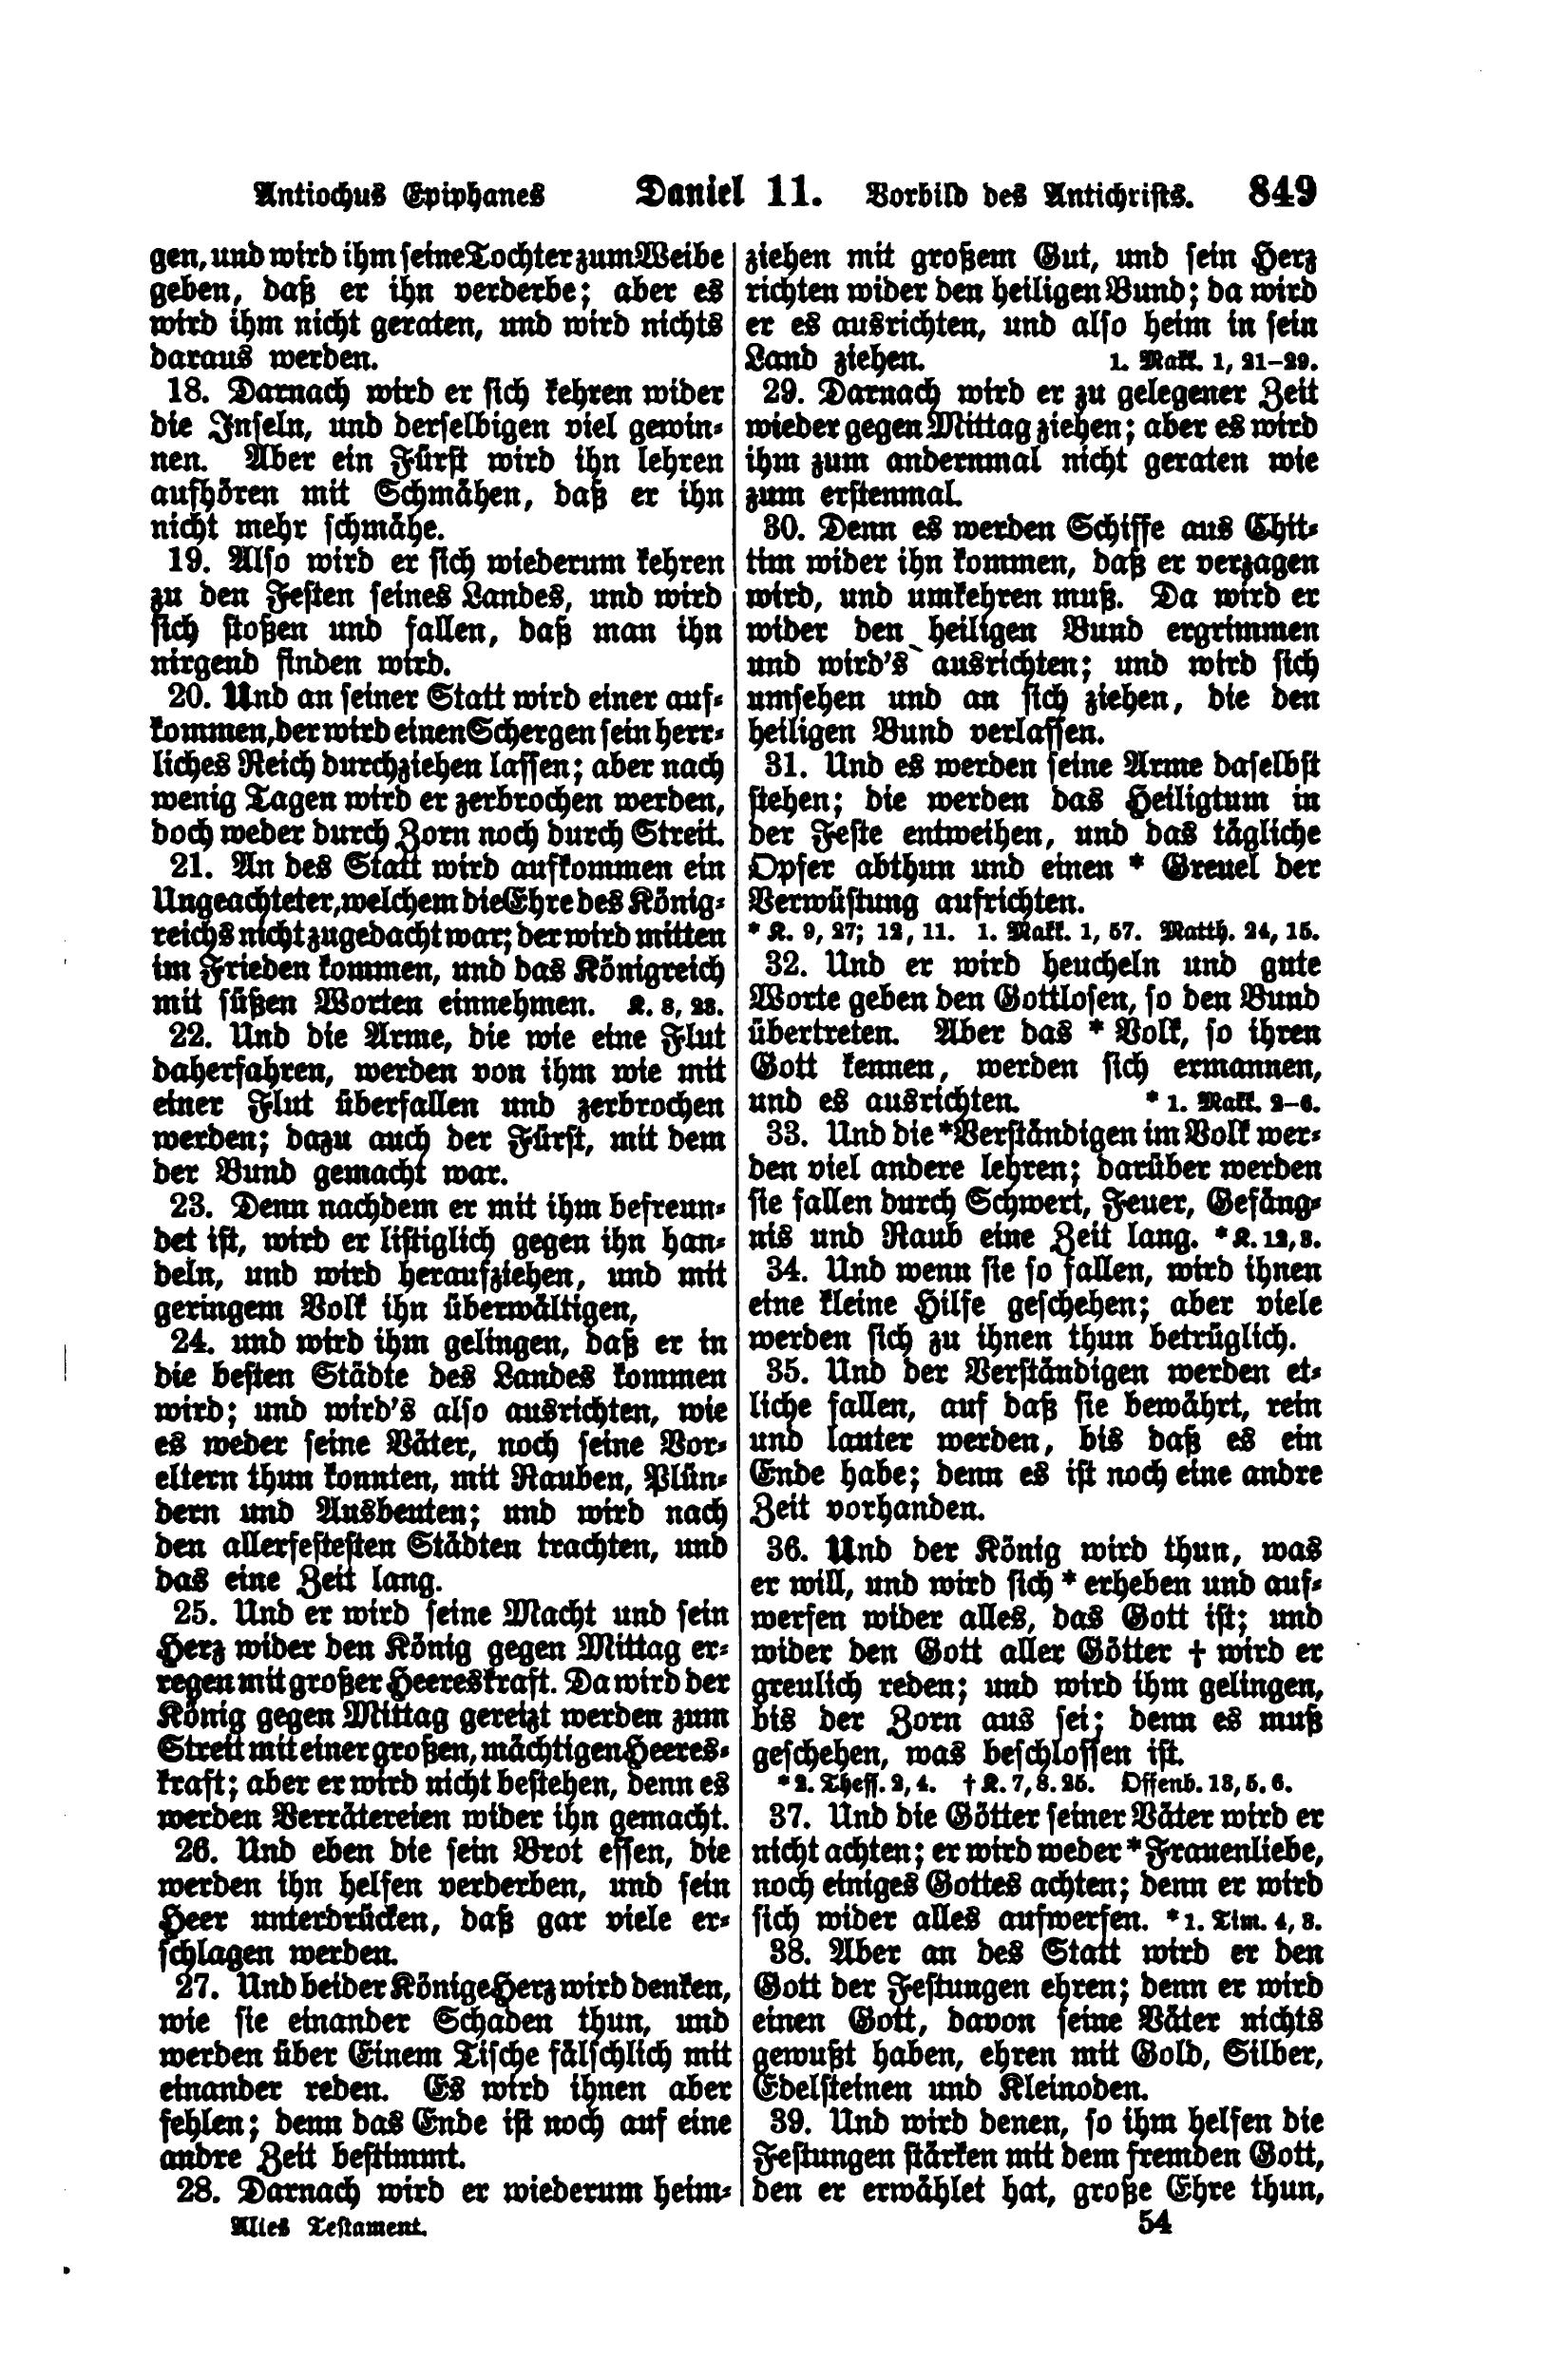 Antiochus Epiphanes Daniel 11. Vorbild des Antichrists. 849
gen, und wird ihm seine Tochter zum Weibe
geben, daß er ihn verderbe; aber es
wird ihm nicht geraten, und wird nichts
daraus werden.
18. Darnach wird er sich kehren wider
die Inseln, und derselbigen viel gewin-
nen. Aber ein Fürst wird ihn lehren
aufhören mit Schmähen, daß er ihn
nicht mehr schmähe.
19. Also wird er sich wiederum kehren
zu den Festen seines Landes, und wird
sich stoßen und fallen, daß man ihn
nirgend finden wird.
20. Und an seiner Statt wird einer auf-
kommen, der wird einen Schergen sein herr-
liches Reich durchziehen lassen; aber nach
wenig Tagen wird er zerbrochen werden,
doch weder durch Zorn noch durch Streit.
21. An des Statt wird aufkommen ein
Ungeachteter, welchem die Ehre des König-
reichs nicht zugedacht war; der wird mitten
im Frieden kommen, und das Königreich
mit süßen Worten einnehmen. K. 8, 23.
22. Und die Arme, die wie eine Flut
daherfahren, werden von ihm wie mit
einer Flut überfallen und zerbrochen
werden; dazu auch der Fürst, mit dem
der Bund gemacht war.
23. Denn nachdem er mit ihm befreun-
det ist, wird er listiglich gegen ihn han-
deln, und wird heraufziehen, und mit
geringem Volk ihn überwältigen,
24. und wird ihm gelingen, daß er in
die besten Städte des Landes kommen
wird; und wird's also ausrichten, wie
es weder seine Väter, noch seine Vor-
eltern thun konnten, mit Rauben, Plün-
dern und Ausbeuten; und wird nach
den allerfestesten Städten trachten, und
das eine Zeit lang.
25. Und er wird seine Macht und sein
Herz wider den König gegen Mittag er-
regen mit großer Heereskraft. Da wird der
König gegen Mittag gereizt werden zum
Streit mit einer großen, mächtigen Heeres-
kraft; aber er wird nicht bestehen, denn es
werden Verrätereien wider ihn gemacht.
26. Und eben die sein Brot essen, die
werden ihn helfen verderben, und sein
Heer unterdrücken, daß gar viele er-
schlagen werden.
27. Und beider Könige Herz wird denken,
wie sie einander Schaden thun, und
werden über Einem Tische fälschlich mit
einander reden. Es wird ihnen aber
fehlen; denn das Ende ist noch auf eine
andre Zeit bestimmt.
28. Darnach wird er wiederum heim-
Altes Testament.
ziehen mit großem Gut, und sein Herz
richten wider den heiligen Bund; da wird
er es ausrichten, und also heim in sein
Land ziehen. 1. Makk. 1, 21–29.
29. Darnach wird er zu gelegener Zeit
wieder gegen Mittag ziehen; aber es wird
ihm zum andernmal nicht geraten wie
zum erstenmal.
30. Denn es werden Schiffe aus Chit-
tim wider ihn kommen, daß er verzagen
wird, und umkehren muß. Da wird er
wider den heiligen Bund ergrimmen
und wird's ausrichten; und wird sich
umsehen und an sich ziehen, die den
heiligen Bund verlassen.
31. Und es werden seine Arme daselbst
stehen; die werden das Heiligtum in
der Feste entweihen, und das tägliche
Opfer abthun und einen * Greuel der
Verwüstung aufrichten.
* K. 9, 27; 12, 11. 1. Makk. 1, 57. Matth. 24, 15.
32. Und er wird heucheln und gute
Worte geben den Gottlosen, so den Bund
übertreten. Aber das * Volk, so ihren
Gott kennen, werden sich ermannen,
und es ausrichten. * 1. Makk. 2–6.
33. Und die * Verständigen im Volk wer-
den viel andere lehren; darüber werden
sie fallen durch Schwert, Feuer, Gefäng-
nis und Raub eine Zeit lang. * K. 12, 3.
34. Und wenn sie so fallen, wird ihnen
eine kleine Hilfe geschehen; aber viele
werden sich zu ihnen thun betrüglich.
35. Und der Verständigen werden et-
liche fallen, auf daß sie bewährt, rein
und lauter werden, bis daß es ein
Ende habe; denn es ist noch eine andre
Zeit vorhanden.
36. Und der König wird thun, was
er will, und wird sich * erheben und auf-
werfen wider alles, das Gott ist; und
wider den Gott aller Götter † wird er
greulich reden; und wird ihm gelingen,
bis der Zorn aus sei; denn es muß
geschehen, was beschlossen ist.
* 2. Thess. 2, 4. † K. 7, 8. 25. Offenb. 13, 5. 6.
37. Und die Götter seiner Väter wird er
nicht achten; er wird weder * Frauenliebe,
noch einiges Gottes achten; denn er wird
sich wider alles aufwerfen. * 1. Tim. 4, 3.
38. Aber an des Statt wird er den
Gott der Festungen ehren; denn er wird
einen Gott, davon seine Väter nichts
gewußt haben, ehren mit Gold, Silber,
Edelsteinen und Kleinoden.
39. Und wird denen, so ihm helfen die
Festungen stärken mit dem fremden Gott,
den er erwählet hat, große Ehre thun,
54